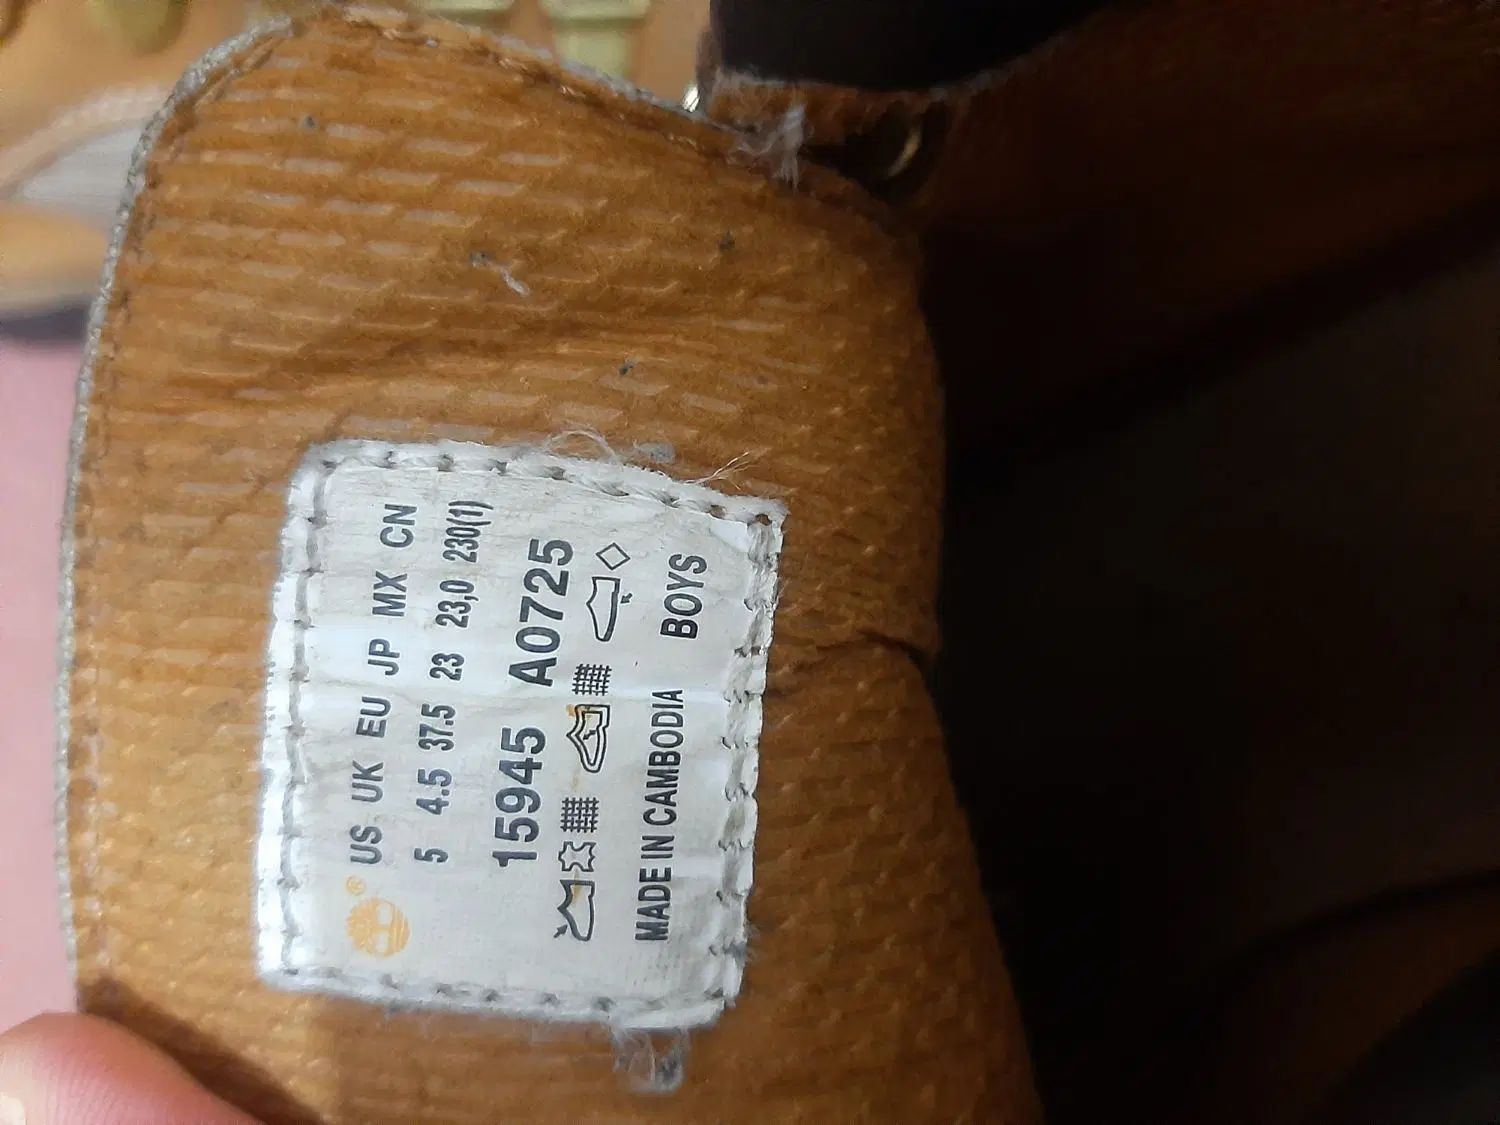 ® US UK EU JP MX CN
5 4.5 37.5 23 23,0 230(1)
15945 A0725
MADE IN CAMBODIA BOYS